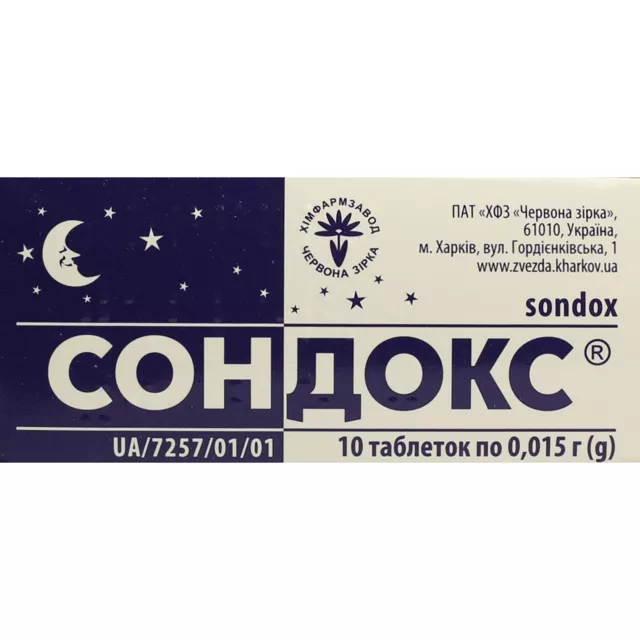 ХІМФАРМЗАВОД
ЧЕРВОНА ЗІРКА
ПАТ «ХФЗ «Червона зірка»,
61010, Україна,
м. Харків, вул. Гордієнківська, 1
www.zvezda.kharkov.ua
sondox
СОНДОКС®
UA/7257/01/01
10 таблеток по 0,015 г (g)